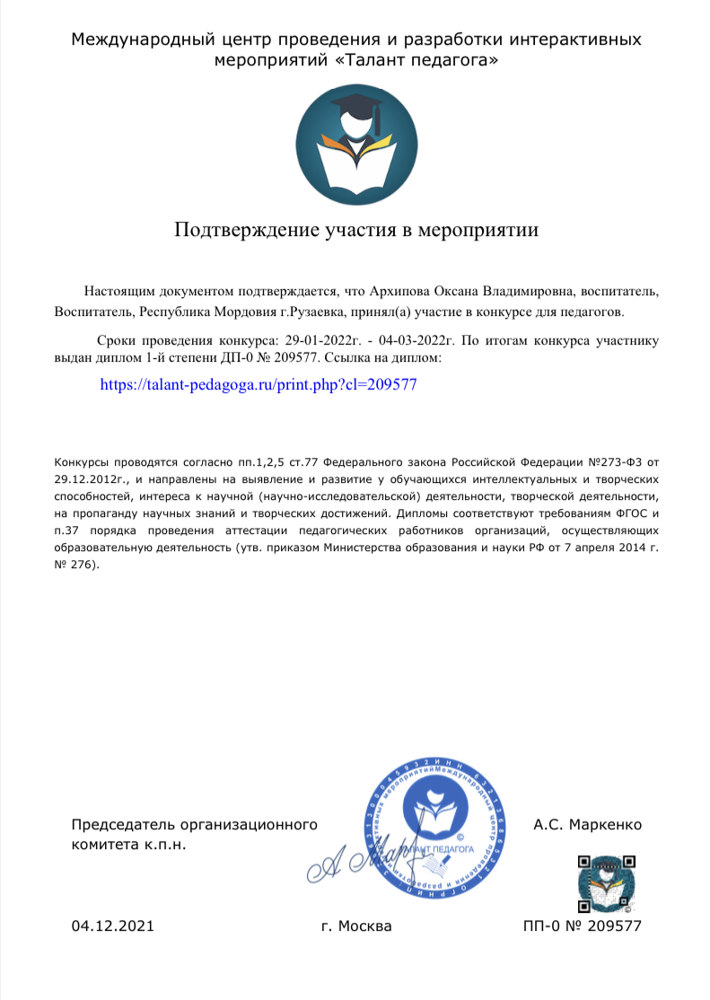 Международный центр проведения и разработки интерактивных
мероприятий «Талант педагога»
Подтверждение участия в мероприятии
Настоящим документом подтверждается, что Архипова Оксана Владимировна, воспитатель,
Воспитатель, Республика Мордовия г.Рузаевка, принял(а) участие в конкурсе для педагогов.
Сроки проведения конкурса: 29-01-2022г. - 04-03-2022г. По итогам конкурса участнику
выдан диплом 1-й степени ДП-0 № 209577. Ссылка на диплом:
https://talant-pedagoga.ru/print.php?cl=209577
Конкурсы проводятся согласно пп.1,2,5 ст.77 Федерального закона Российской Федерации №273-ФЗ от
29.12.2012г., и направлены на выявление и развитие у обучающихся интеллектуальных и творческих
способностей, интереса к научной (научно-исследовательской) деятельности, творческой деятельности,
на пропаганду научных знаний и творческих достижений. Дипломы соответствуют требованиям ФГОС и
п.37 порядка проведения аттестации педагогических работников организаций, осуществляющих
образовательную деятельность (утв. приказом Министерства образования и науки РФ от 7 апреля 2014 г.
№ 276).
Председатель организационного
комитета к.п.н.
Международный центр проведения и разработки
©
ТАЛАНТ ПЕДАГОГА
А.С. Маркенко
04.12.2021
г. Москва
ПП-0 № 209577